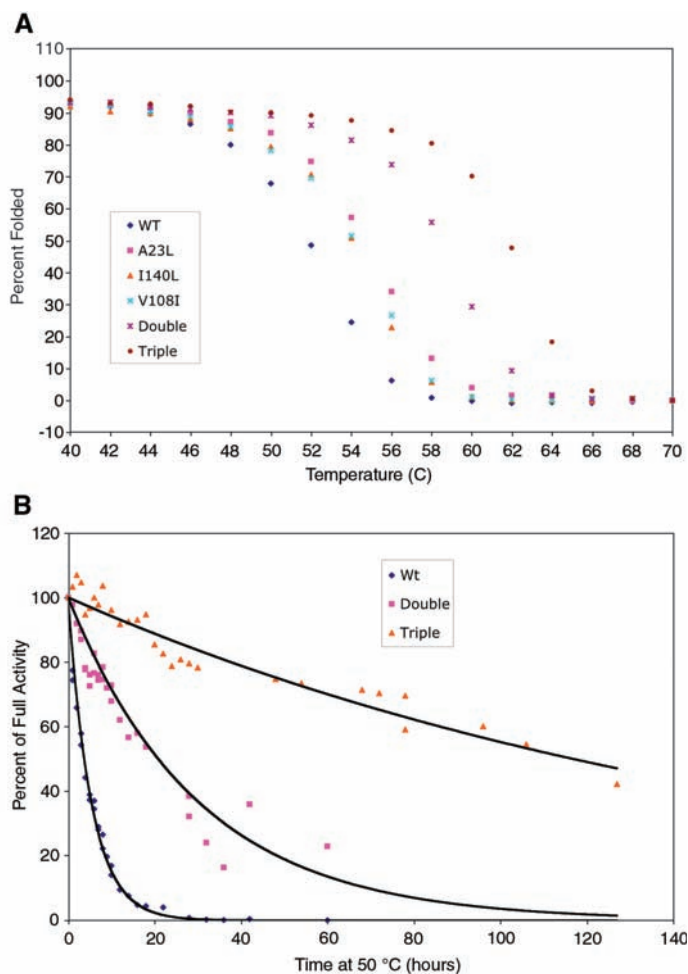 A
110
100
90
80
70
60
50
40
30
20
10
0
-10
Percent Folded
WT
A23L
I140L
V108I
Double
Triple
40 42 44 46 48 50 52 54 56 58 60 62 64 66 68 70
Temperature (C)
B
120
100
80
60
40
20
0
Percent of Full Activity
Wt
Double
Triple
0 20 40 60 80 100 120 140
Time at 50 °C (hours)